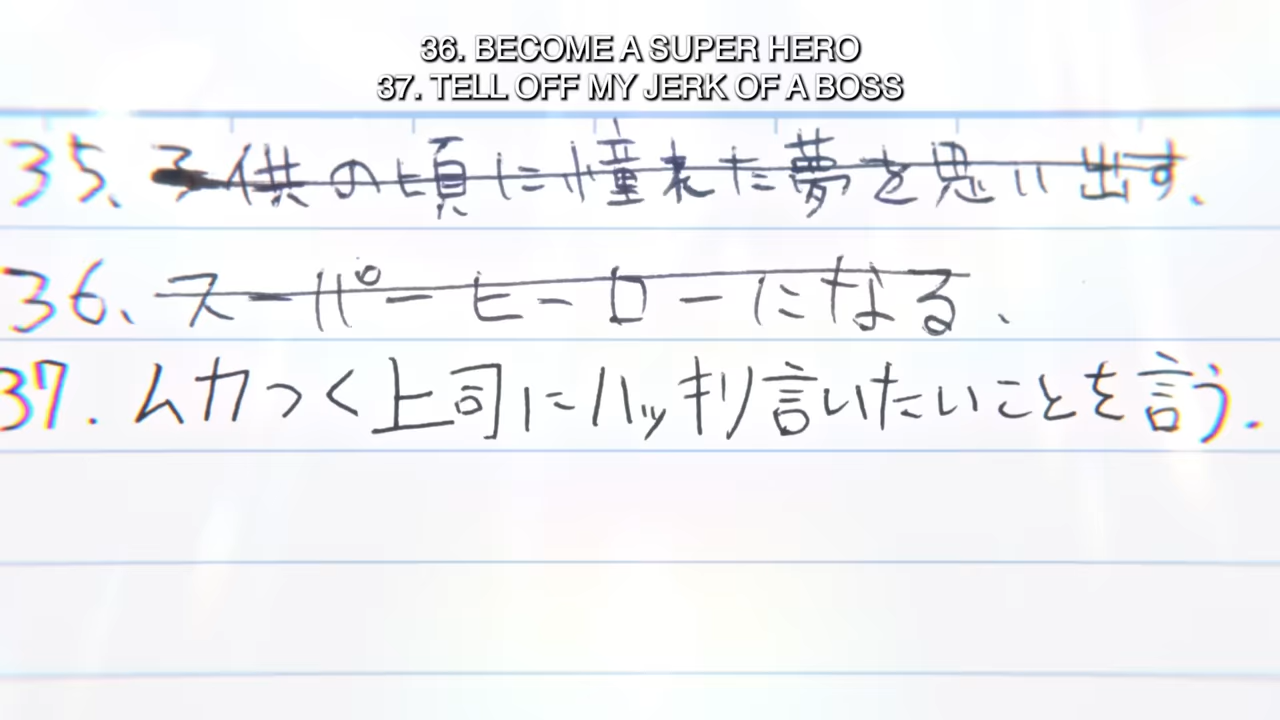 36. BECOME A SUPER HERO
37. TELL OFF MY JERK OF A BOSS
35、子供の頃に憧れた夢を思い出す、
36、スーパーヒーローになる、
37.ムカつく上司にハッキリ言いたいことを言う.